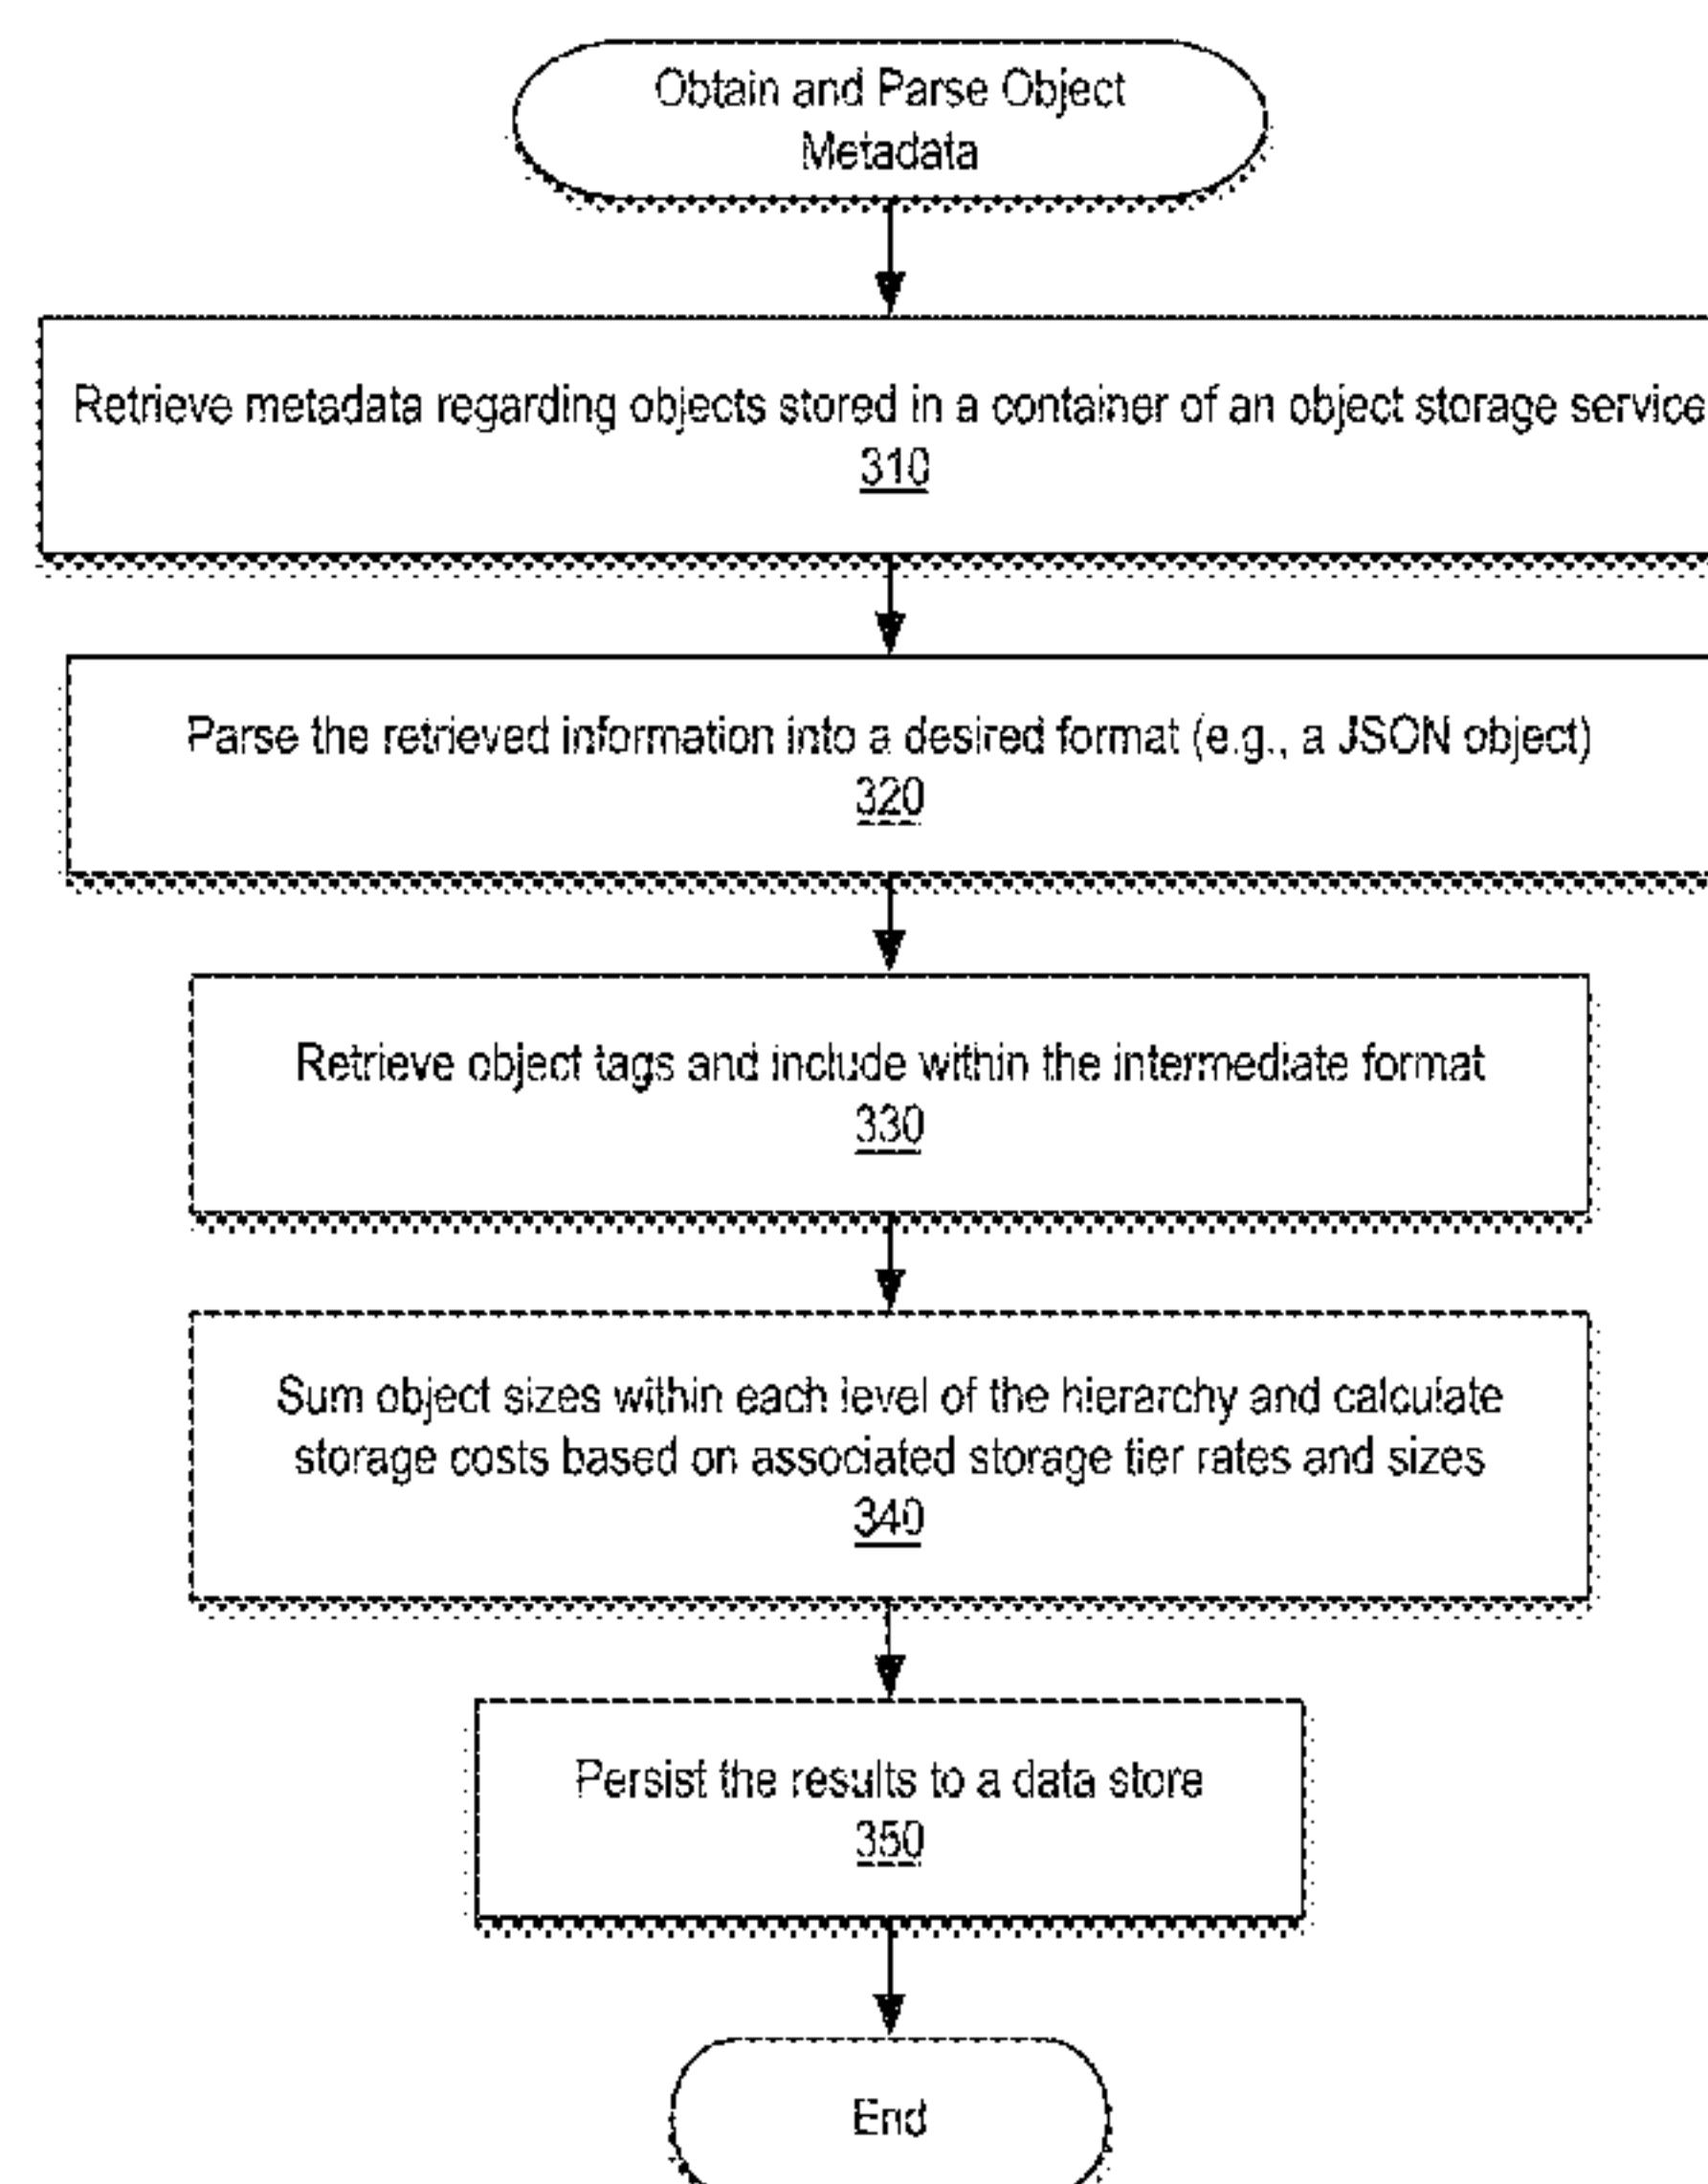 Obtain and Parse Object
Metadata
Retrieve metadata regarding objects stored in a container of an object storage service
310
Parse the retrieved information into a desired format (e.g., a JSON object)
320
Retrieve object tags and include within the intermediate format
330
Sum object sizes within each level of the hierarchy and calculate
storage costs based on associated storage tier rates and sizes
340
Persist the results to a data store
350
End